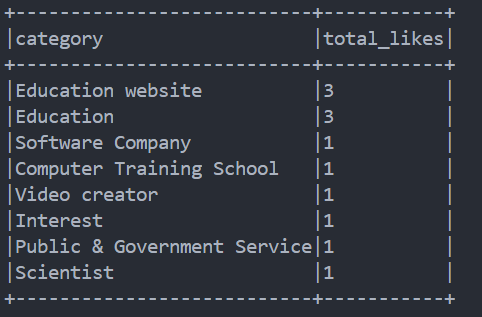 +--------------------------+-----------+
|category                  |total_likes|
+--------------------------+-----------+
|Education website         |3          |
|Education                 |3          |
|Software Company          |1          |
|Computer Training School  |1          |
|Video creator             |1          |
|Interest                  |1          |
|Public & Government Service|1          |
|Scientist                 |1          |
+--------------------------+-----------+